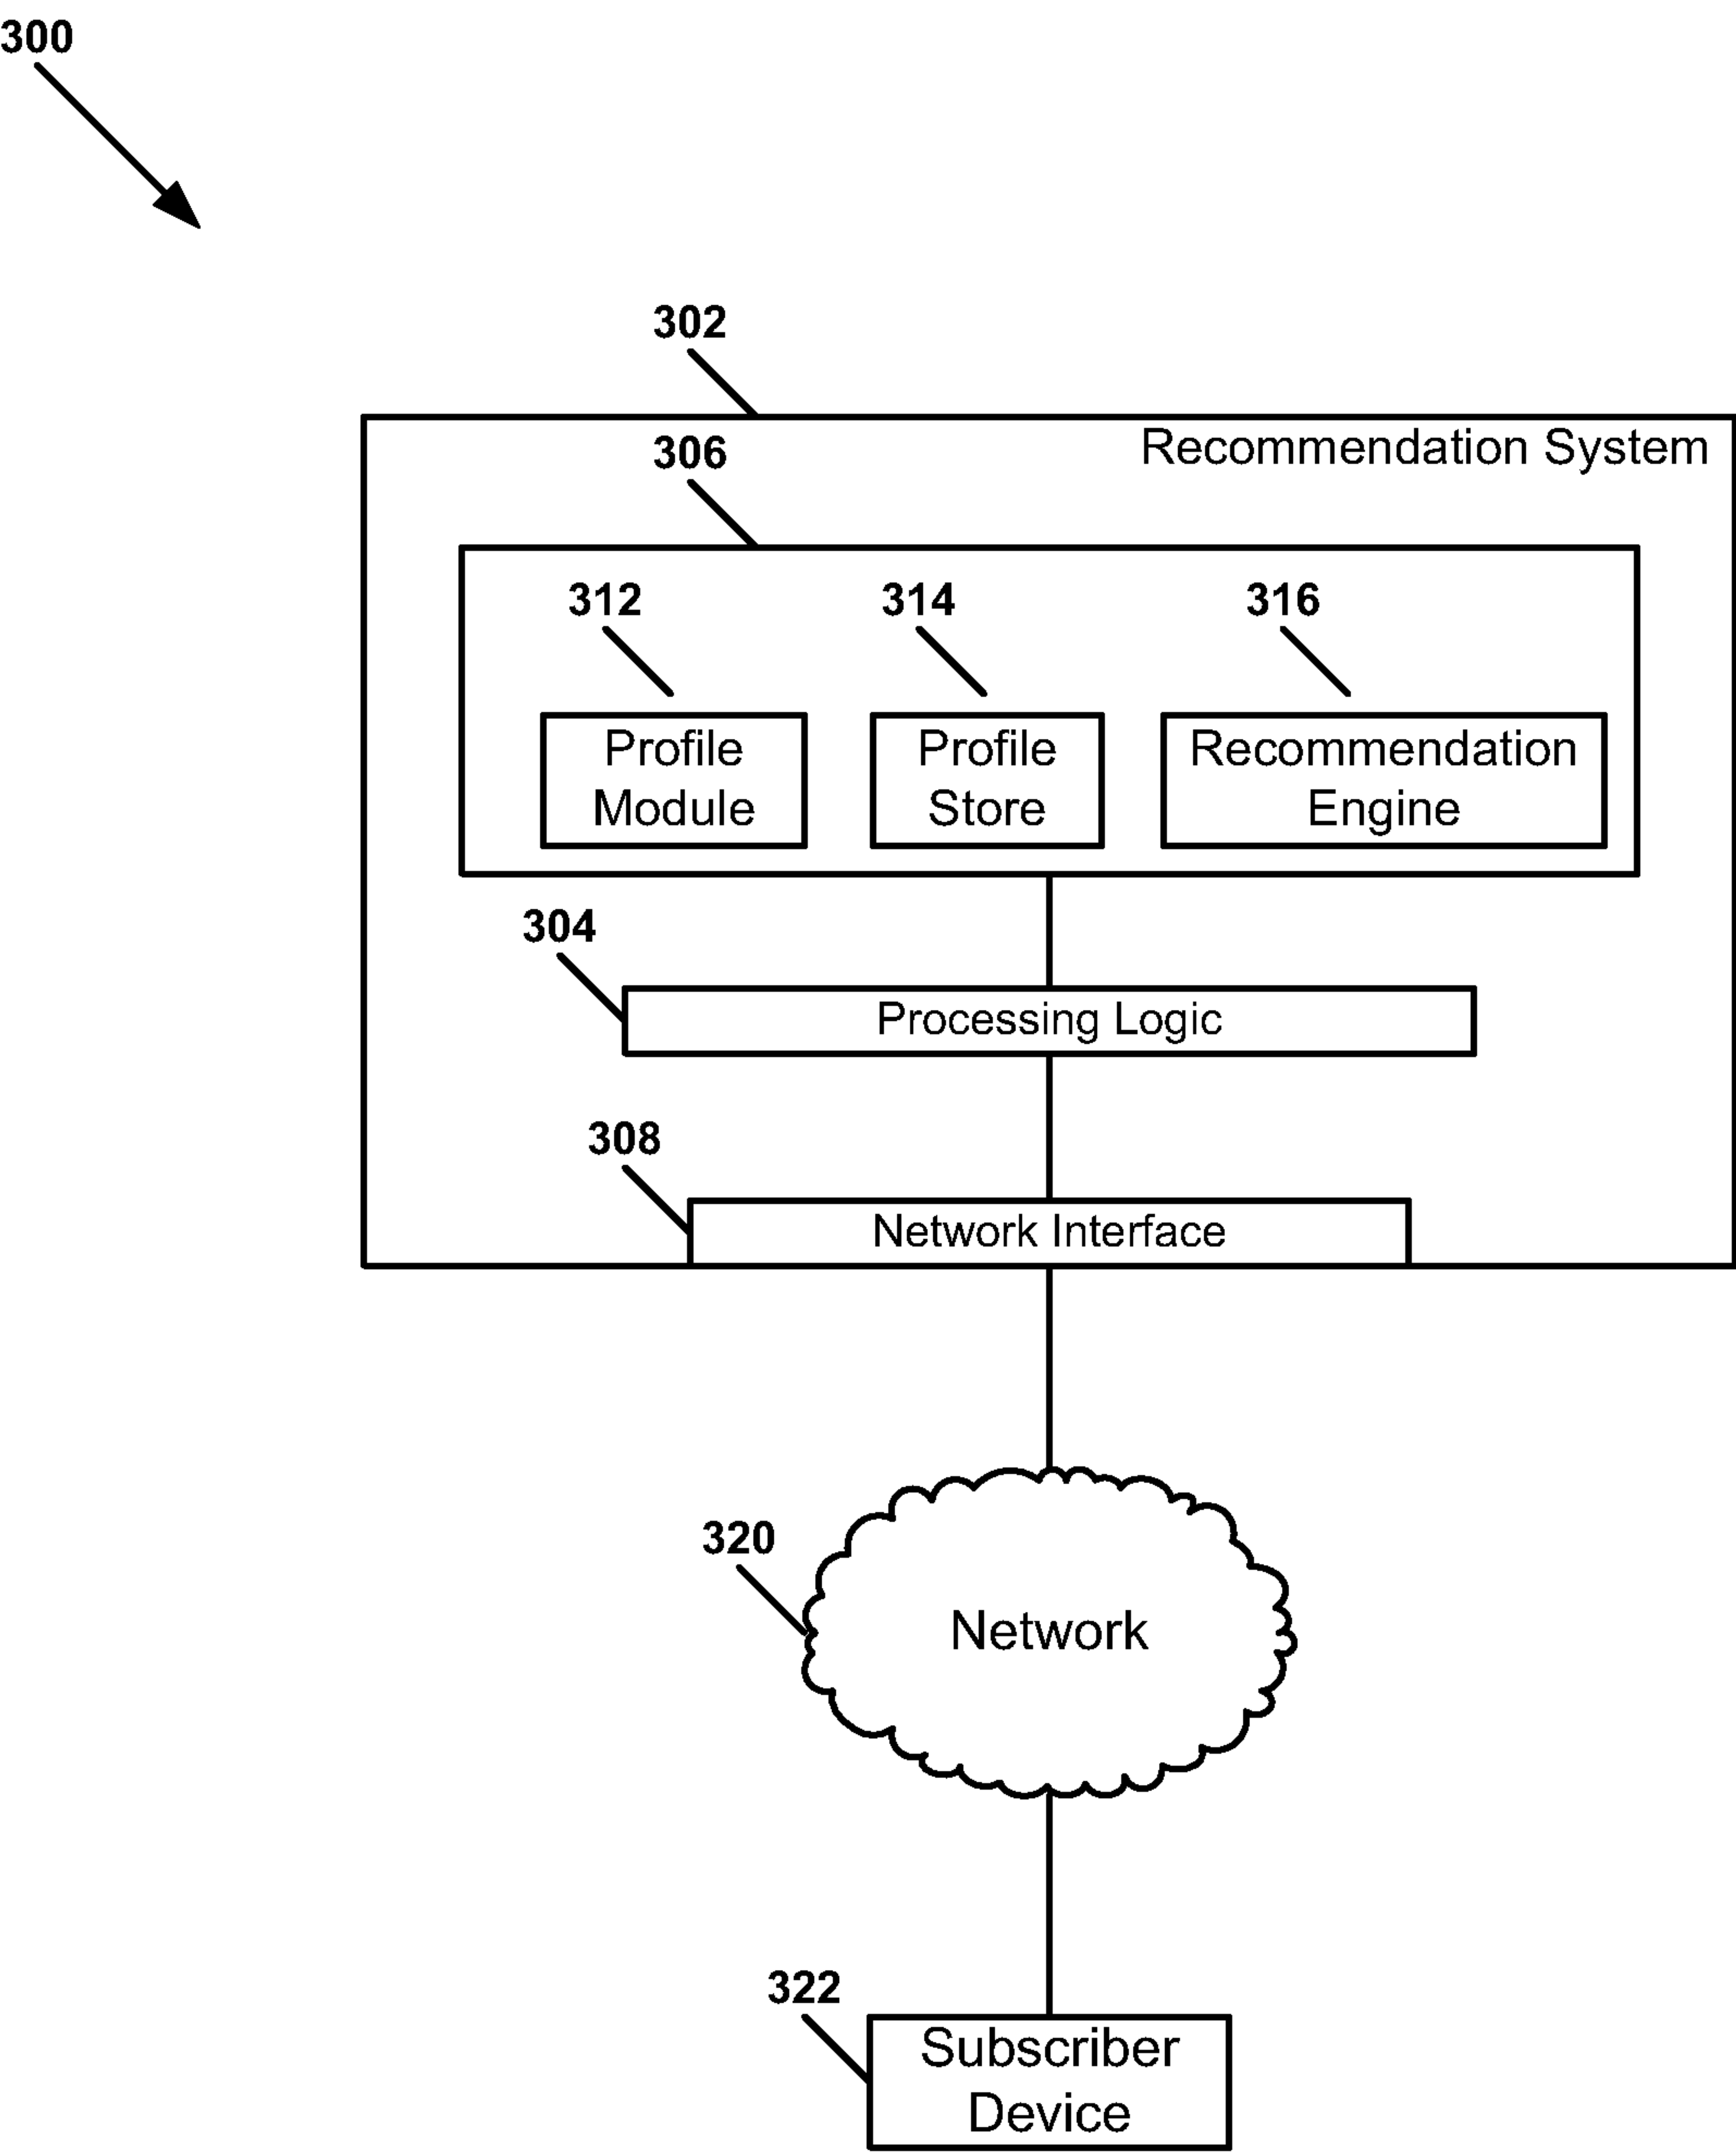 300
302
Recommendation System
306
312
314
316
Profile
Module
Profile
Store
Recommendation
Engine
304
Processing Logic
308
Network Interface
320
Network
322
Subscriber
Device